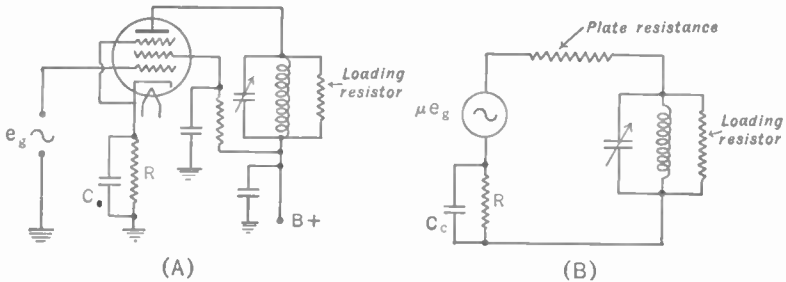 Loading
resistor
e_g
C.
R
B+
(A)
Plate resistance
μe_g
Loading
resistor
R
C_c
(B)